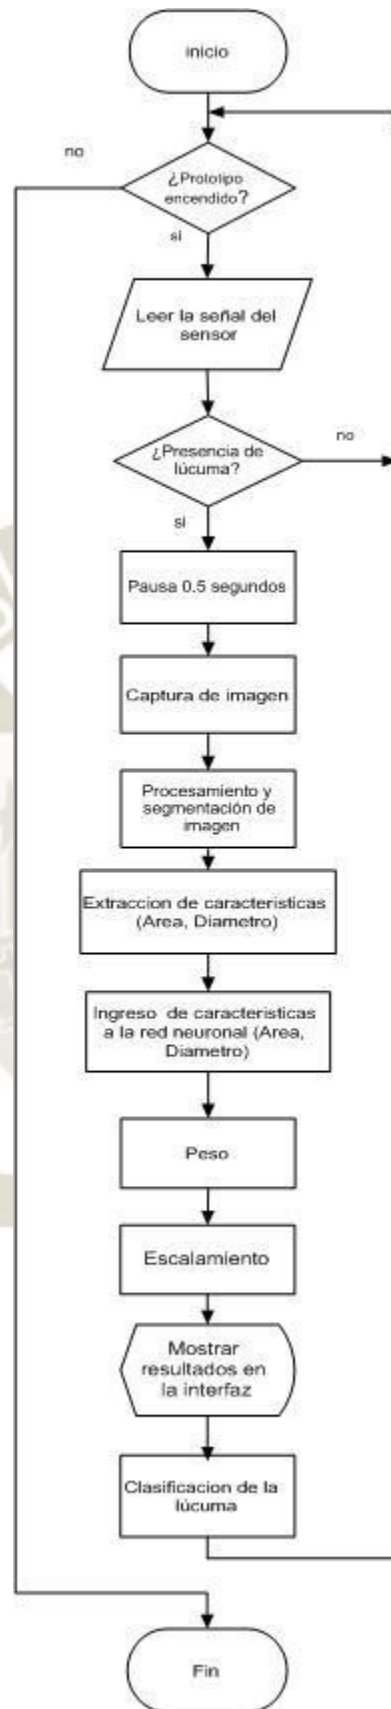 inicio
no
¿Prototipo
encendido?
si
Leer la señal del
sensor
¿Presencia de
lúcuma?
no
si
Pausa 0.5 segundos
Captura de imagen
Procesamiento y
segmentación de
imagen
Extraccion de caracteristicas
(Area, Diametro)
Ingreso de caracteristicas
a la red neuronal (Area,
Diametro)
Peso
Escalamiento
Mostrar
resultados en
la interfaz
Clasificacion de la
lúcuma
Fin